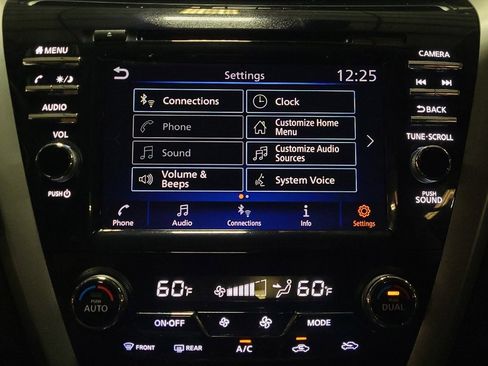 MENU
CAMERA
Settings 12:25
Connections
Clock
Phone
Customize Home
Menu
Sound
Customize Audio
Sources
Volume &
Beeps
System Voice
Phone Audio Connections Info Settings
AUDIO
VOL
PUSH
BACK
TUNE·SCROLL
PUSH
SOUND
60°F
60°F
PUSH
AUTO
DUAL
ON·OFF
MODE
FRONT
REAR
A/C